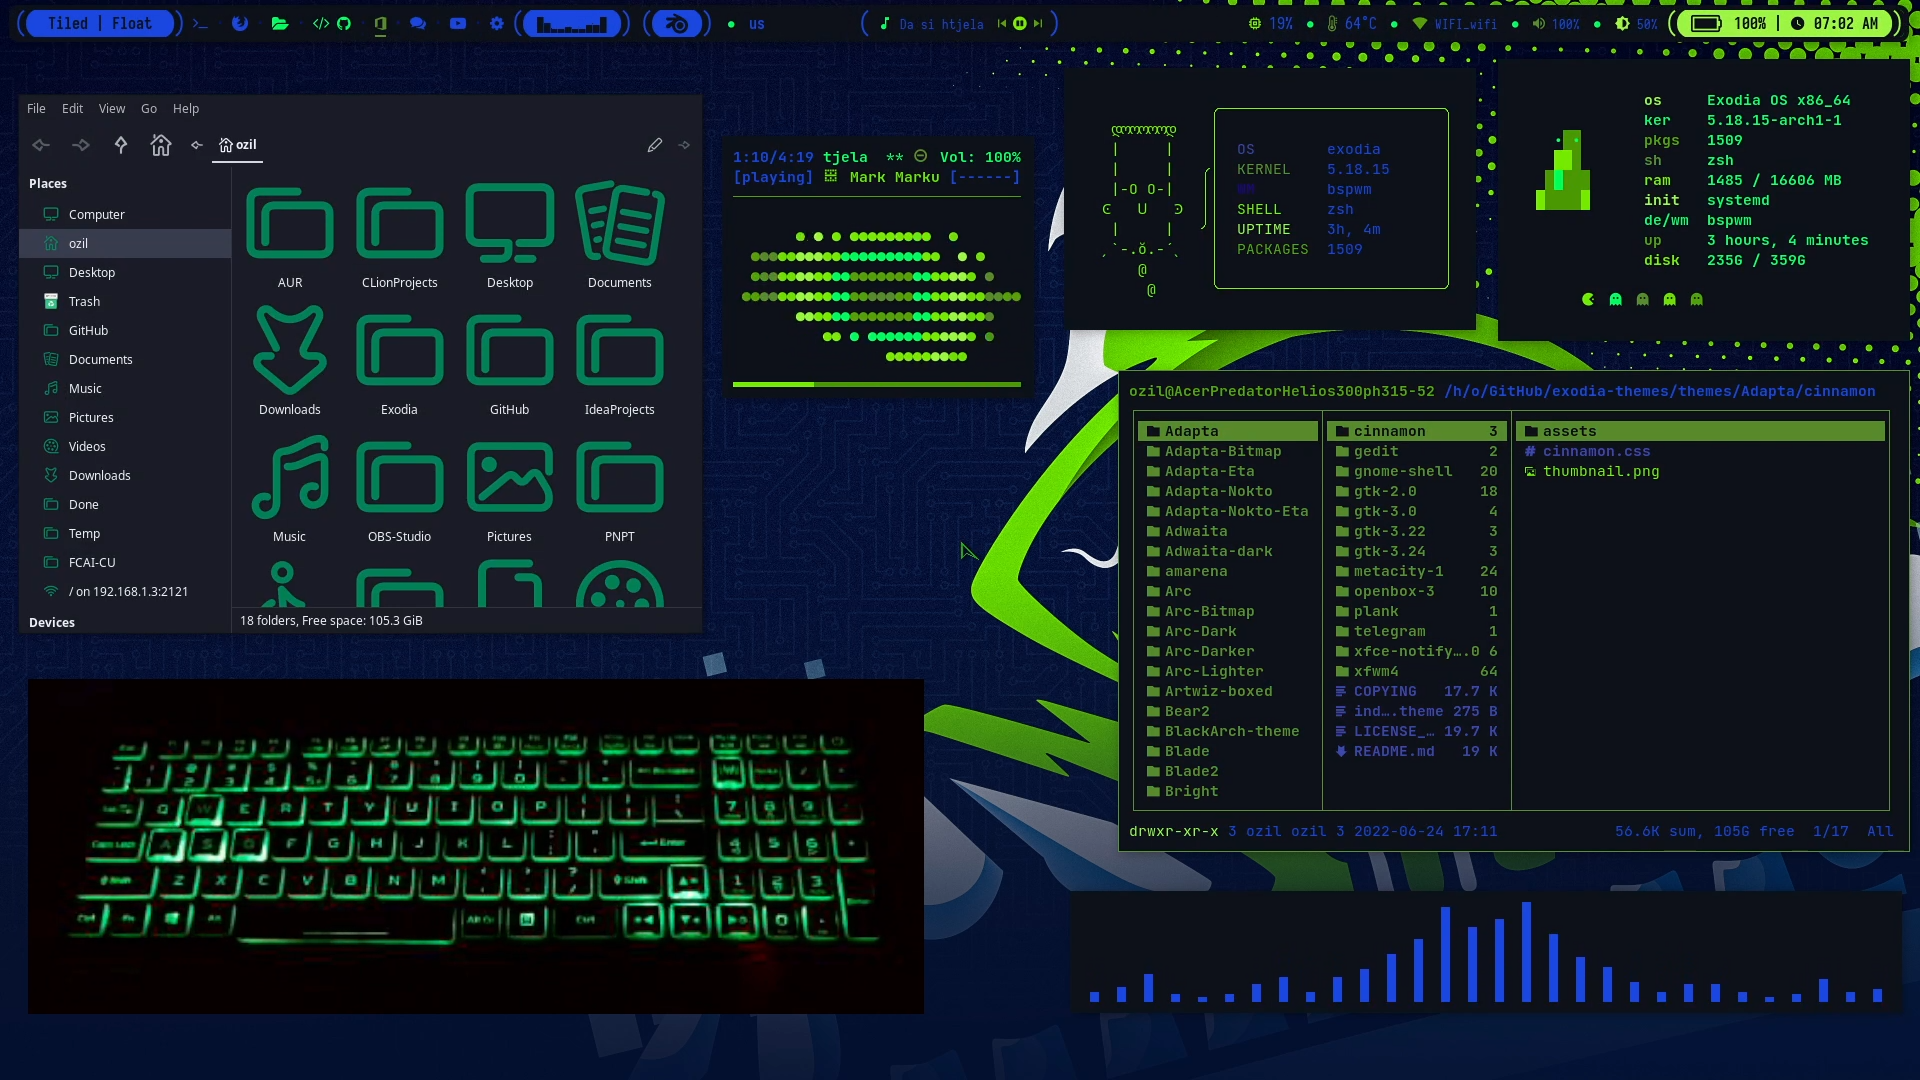 Tiled | Float
us
Da si htjela
19%
64°C
WIFI_wifi
100%
50%
100% | 07:02 AM
File Edit View Go Help
ozil
Places
Computer
ozil
Desktop
Trash
GitHub
Documents
Music
Pictures
Videos
Downloads
Done
Temp
FCAI-CU
/ on 192.168.1.3:2121
Devices
AUR CLionProjects Desktop Documents
Downloads Exodia GitHub IdeaProjects
Music OBS-Studio Pictures PNPT
18 folders, Free space: 105.3 GiB
1:10/4:19 tjela ** Vol: 100%
[playing] Mark Marku [------]
OS exodia
KERNEL 5.18.15
WM bspwm
SHELL zsh
UPTIME 3h, 4m
PACKAGES 1509
os Exodia OS x86_64
ker 5.18.15-arch1-1
pkgs 1509
sh zsh
ram 1485 / 16606 MB
init systemd
de/wm bspwm
up 3 hours, 4 minutes
disk 235G / 359G
ozil@AcerPredatorHelios300ph315-52 /h/o/GitHub/exodia-themes/themes/Adapta/cinnamon
Adapta
Adapta-Bitmap
Adapta-Eta
Adapta-Nokto
Adapta-Nokto-Eta
Adwaita
Adwaita-dark
amarena
Arc
Arc-Bitmap
Arc-Dark
Arc-Darker
Arc-Lighter
Artwiz-boxed
Bear2
BlackArch-theme
Blade
Blade2
Bright
cinnamon 3
gedit 2
gnome-shell 20
gtk-2.0 18
gtk-3.0 4
gtk-3.22 3
gtk-3.24 3
metacity-1 24
openbox-3 10
plank 1
telegram 1
xfce-notify….0 6
xfwm4 64
COPYING 17.7 K
ind….theme 275 B
LICENSE_… 19.7 K
README.md 19 K
assets
cinnamon.css
thumbnail.png
drwxr-xr-x 3 ozil ozil 3 2022-06-24 17:11 56.6K sum, 105G free 1/17 All
Q W E R T Y U I O P 7 8 9
A S D F G H J K L Enter 4 5 6
Z X C V B N M 1 2 3